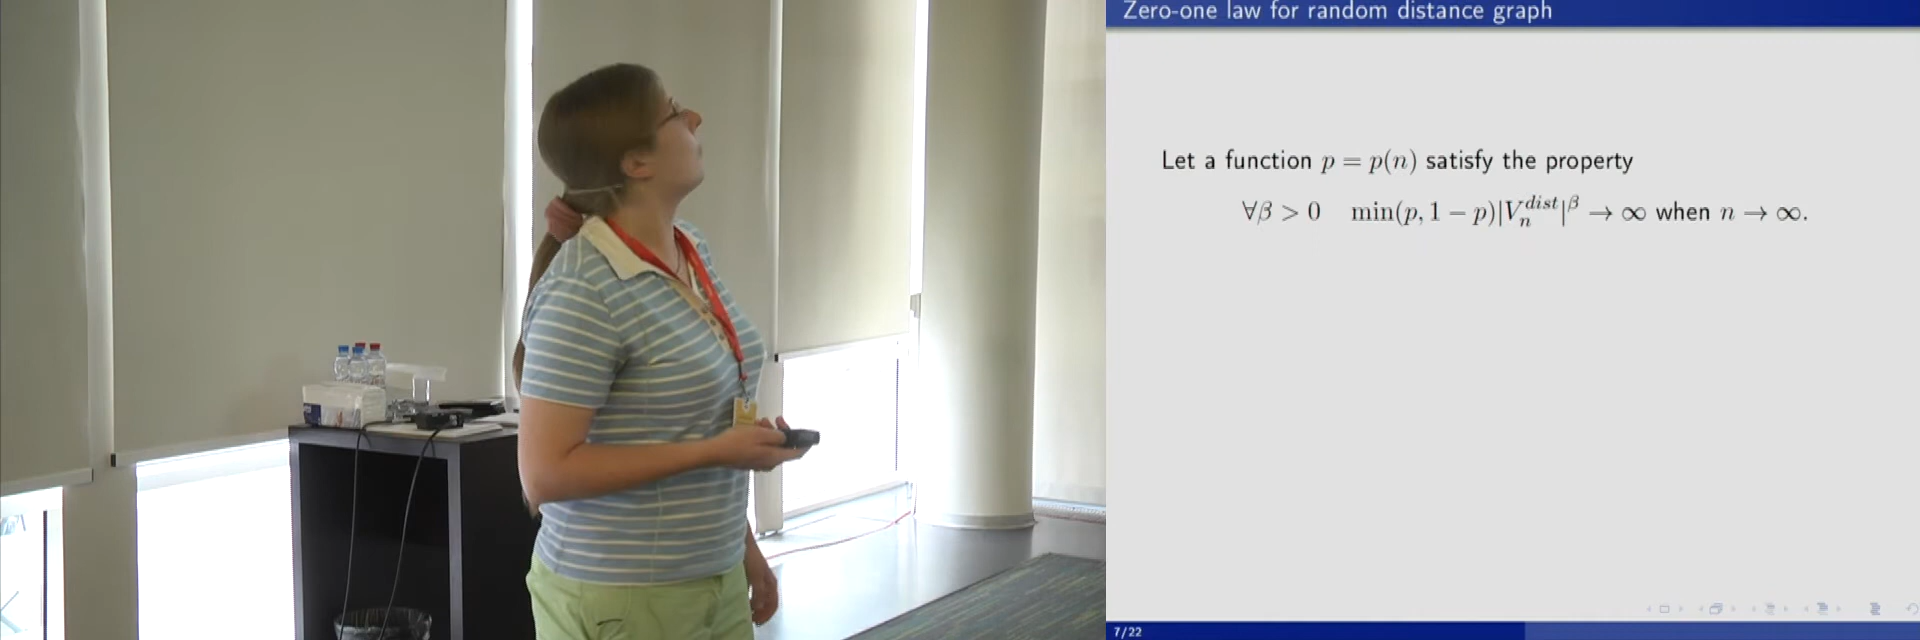 Zero-one law for random distance graph
Let a function p = p(n) satisfy the property
∀β > 0 min(p, 1 − p)|V_n^{dist}|^β → ∞ when n → ∞.
7/22